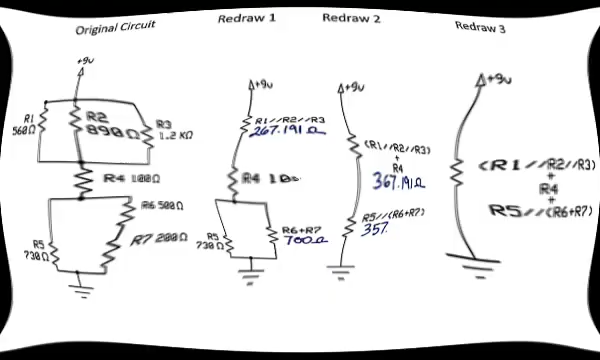 Original Circuit
+9v
R1
560Ω
R2
890Ω
R3
1.2 KΩ
R4 100Ω
R6 500Ω
R5
730Ω
R7 200Ω
Redraw 1
+9v
R1//R2//R3
267.191Ω
R4
R5
730Ω
R6+R7
700Ω
Redraw 2
+9v
(R1//R2//R3)
+
R4
367.191Ω
R5//(R6+R7)
357.
Redraw 3
+9v
(R1//R2//R3)
+
R4
+
R5//(R6+R7)